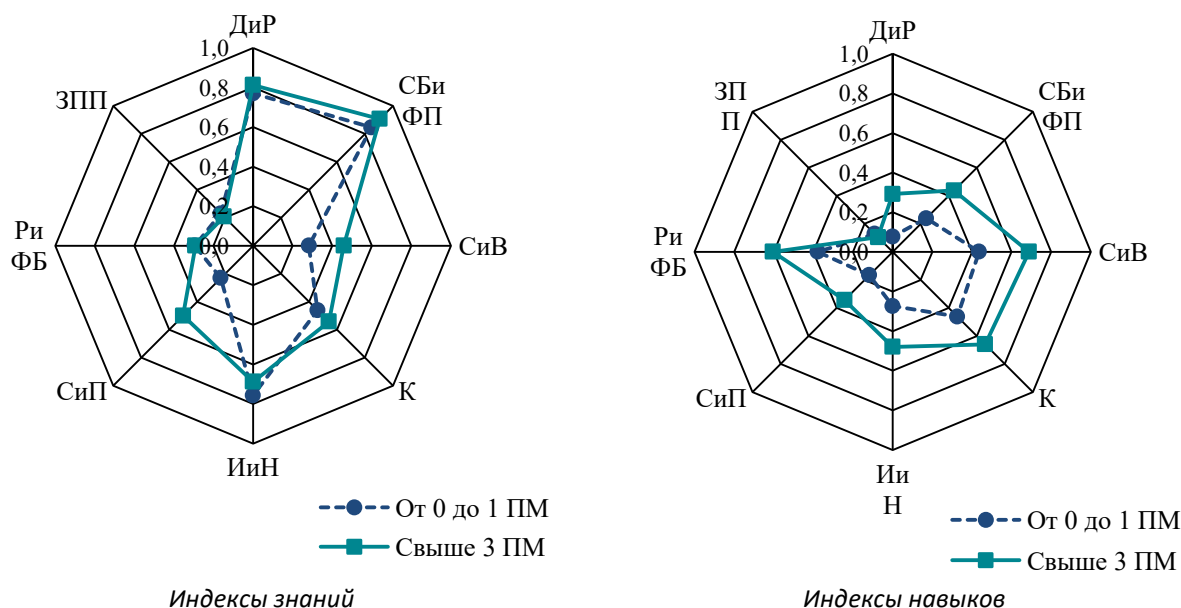 ДиР
1,0
0,8
0,6
0,4
0,2
0,0
СБи
ФП
СиВ
К
ИиН
СиП
Ри
ФБ
ЗПП
От 0 до 1 ПМ
Свыше 3 ПМ
Индексы знаний
ДиР
1,0
0,8
0,6
0,4
0,2
0,0
СБи
ФП
СиВ
К
Ии
Н
СиП
Ри
ФБ
ЗП
П
От 0 до 1 ПМ
Свыше 3 ПМ
Индексы навыков